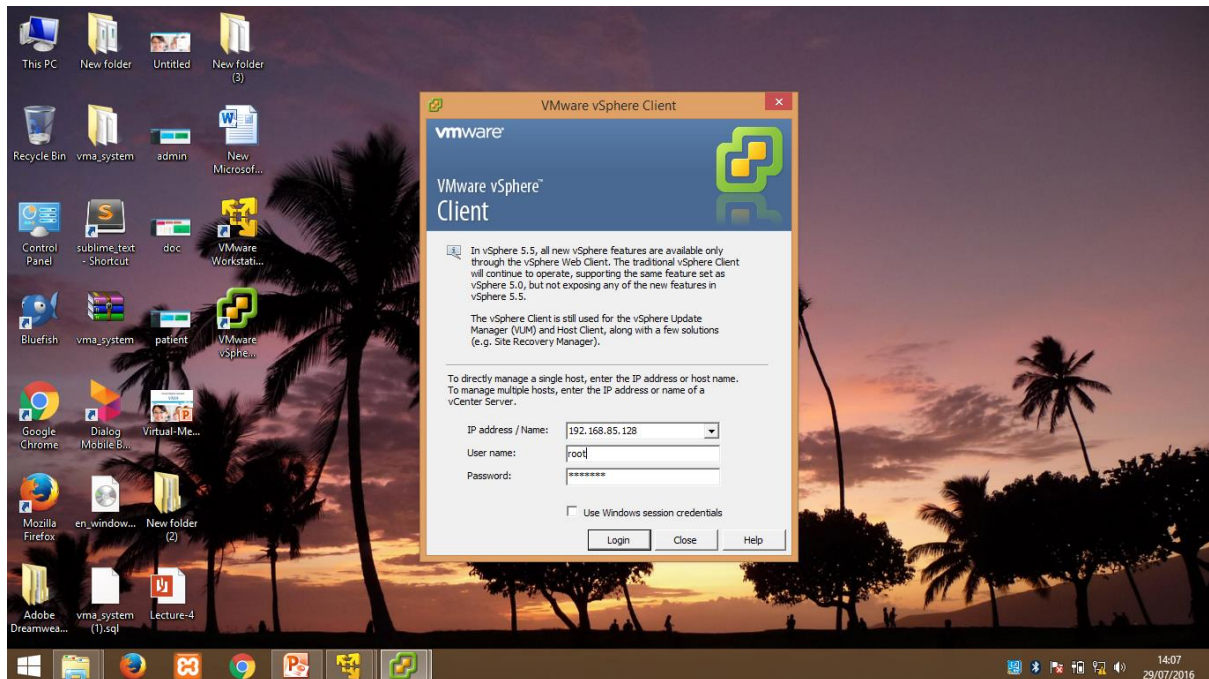 This PC
New folder
Untitled
New folder
(3)
Recycle Bin
vma_system
admin
New
Microsof...
Control
Panel
sublime_text
- Shortcut
doc
VMware
Workstati...
Bluefish
vma_system
patient
VMware
vSphe...
Google
Chrome
Dialog
Mobile B...
Virtual-Me...
Mozilla
Firefox
en_window...
New folder
(2)
Adobe
Dreamwea...
vma_system
(1).sql
Lecture-4
VMware vSphere Client
vmware®
VMware vSphere™
Client
In vSphere 5.5, all new vSphere features are available only
through the vSphere Web Client. The traditional vSphere Client
will continue to operate, supporting the same feature set as
vSphere 5.0, but not exposing any of the new features in
vSphere 5.5.
The vSphere Client is still used for the vSphere Update
Manager (VUM) and Host Client, along with a few solutions
(e.g. Site Recovery Manager).
To directly manage a single host, enter the IP address or host name.
To manage multiple hosts, enter the IP address or name of a
vCenter Server.
IP address / Name: 192.168.85.128
User name: root
Password: *******
Use Windows session credentials
Login Close Help
14:07
29/07/2016